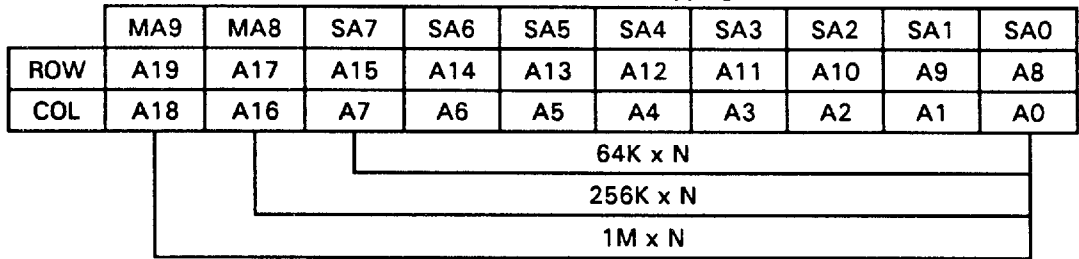 MA9 MA8 SA7 SA6 SA5 SA4 SA3 SA2 SA1 SA0
ROW A19 A17 A15 A14 A13 A12 A11 A10 A9 A8
COL A18 A16 A7 A6 A5 A4 A3 A2 A1 A0
64K x N
256K x N
1M x N